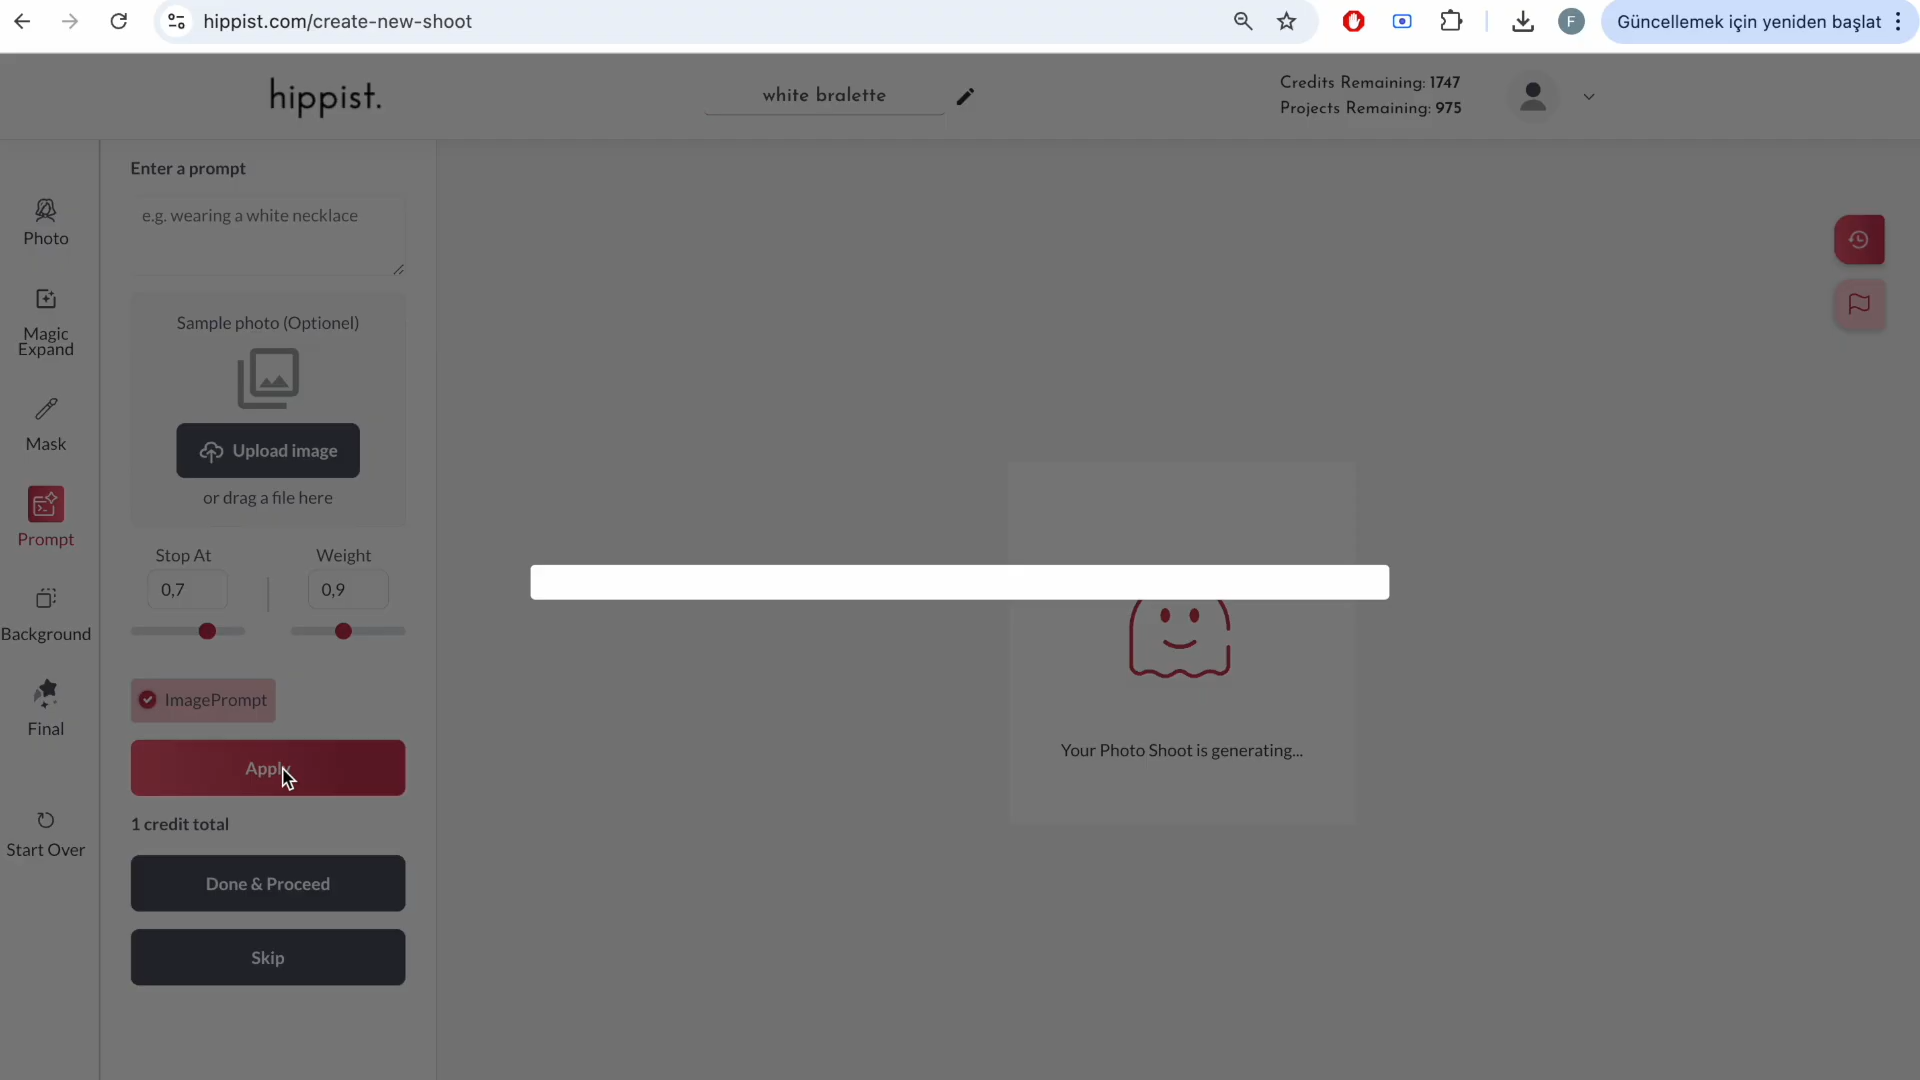 hippist.com/create-new-shoot
F
Güncellemek için yeniden başlat
hippist.
white bralette
Credits Remaining: 1747
Projects Remaining: 975
Photo
Magic
Expand
Mask
Prompt
Background
Final
Start Over
Enter a prompt
e.g. wearing a white necklace
Sample photo (Optionel)
Upload image
or drag a file here
Stop At
Weight
0,7
0,9
ImagePrompt
Apply
1 credit total
Done & Proceed
Skip
Your Photo Shoot is generating...